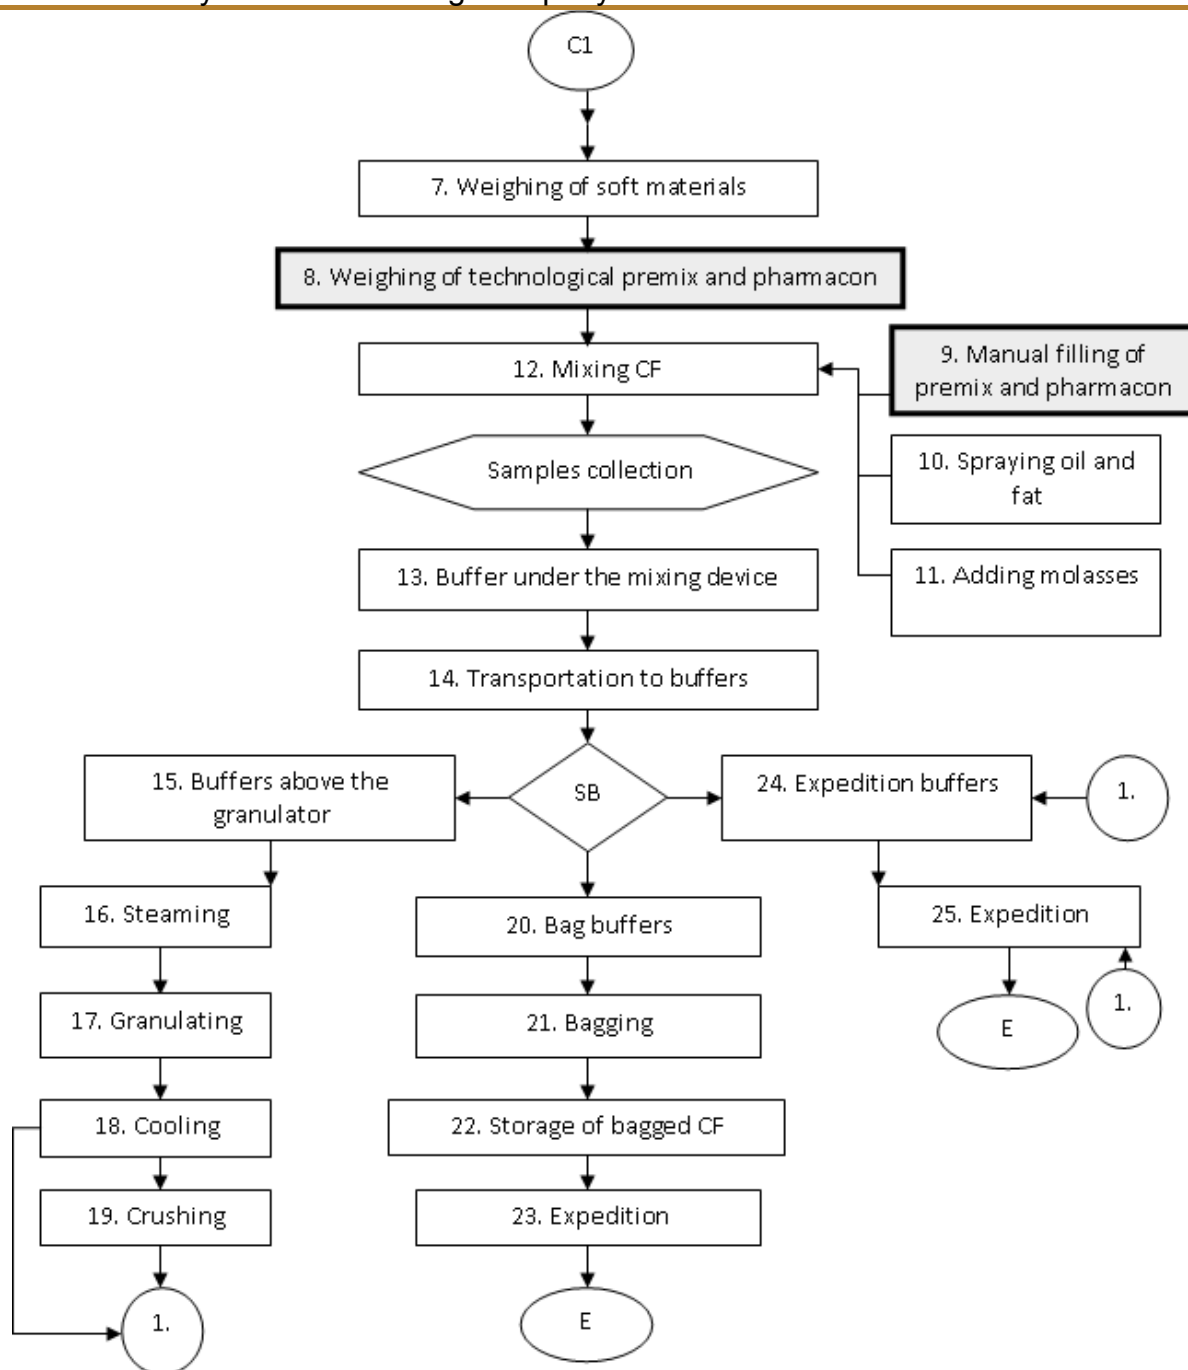 C1
7. Weighing of soft materials
8. Weighing of technological premix and pharmacon
12. Mixing CF
9. Manual filling of
premix and pharmacon
Samples collection
10. Spraying oil and
fat
13. Buffer under the mixing device
11. Adding molasses
14. Transportation to buffers
15. Buffers above the
granulator
SB
24. Expedition buffers
1.
16. Steaming
20. Bag buffers
25. Expedition
17. Granulating
21. Bagging
E
1.
18. Cooling
22. Storage of bagged CF
19. Crushing
23. Expedition
1.
E